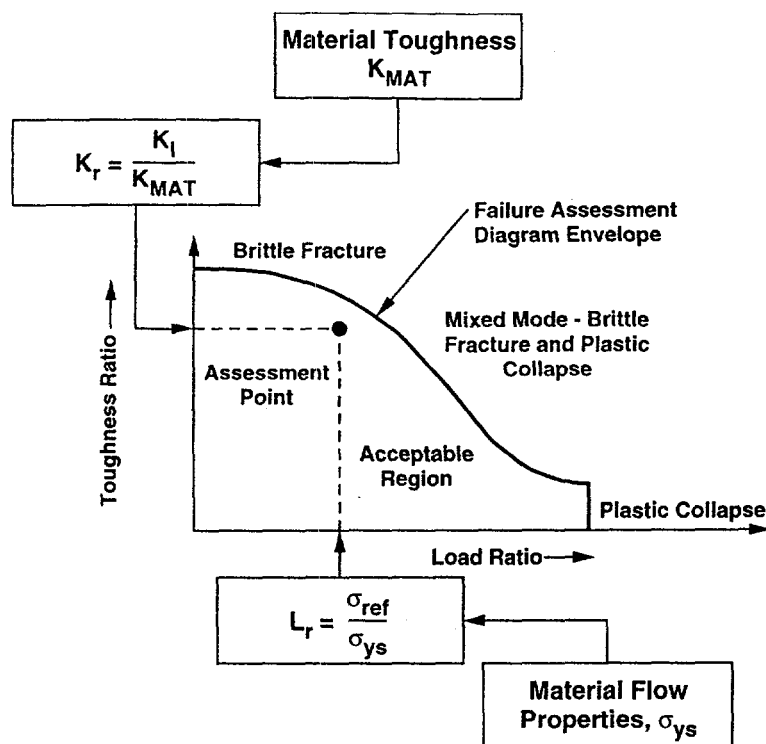 Material Toughness
K_MAT
K_r = K_I / K_MAT
Failure Assessment
Diagram Envelope
Brittle Fracture
Mixed Mode - Brittle
Fracture and Plastic
Collapse
Toughness Ratio
Assessment
Point
Acceptable
Region
Plastic Collapse
Load Ratio
L_r = σ_ref / σ_ys
Material Flow
Properties, σ_ys